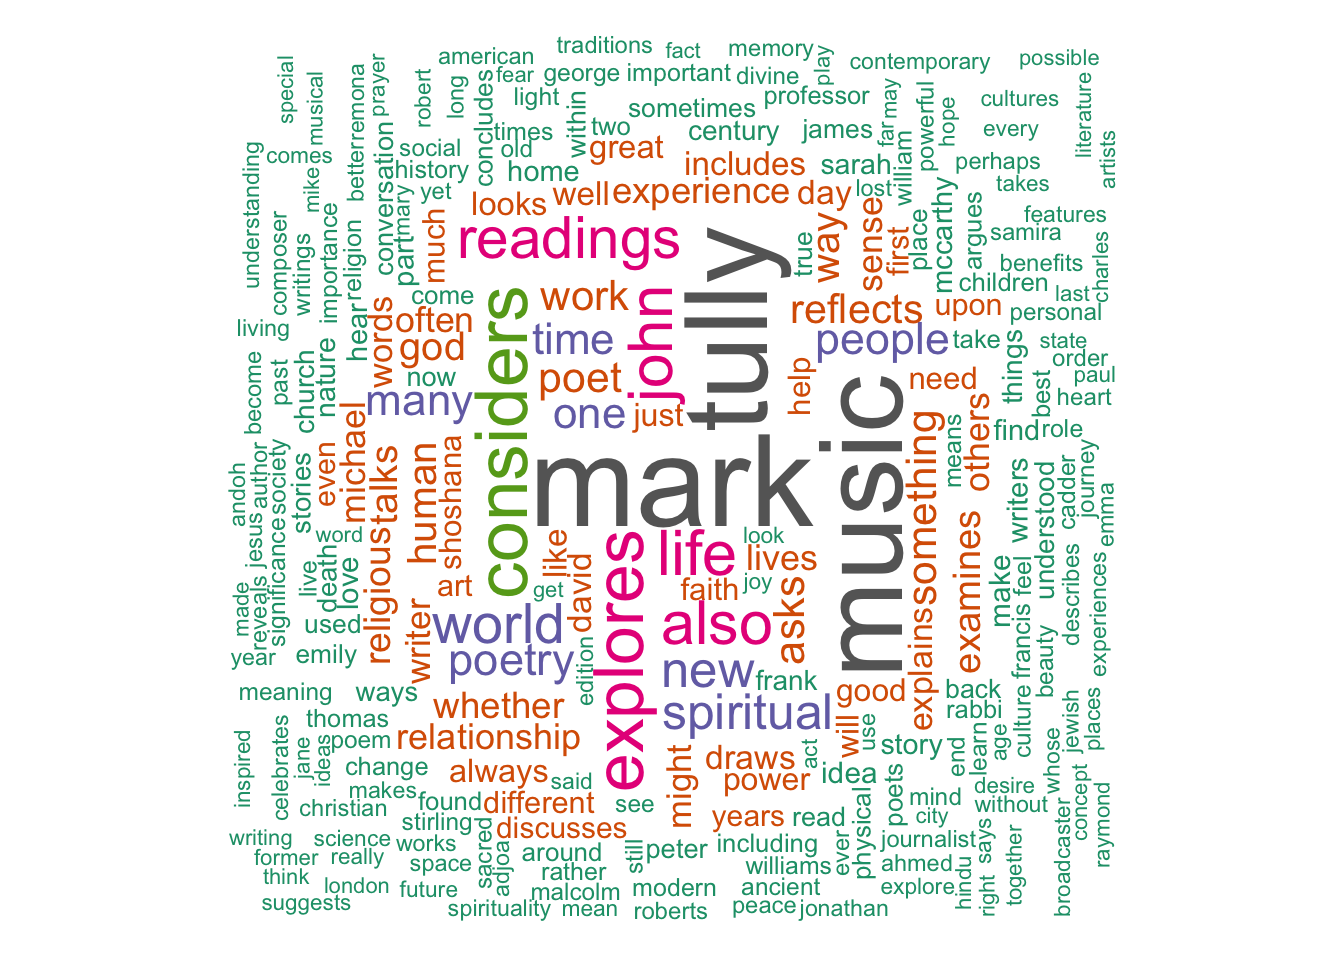 traditions
fact
memory
play
contemporary
possible
american
special
musical
better
remona
prayer
robert
long
fear
george
important
divine
light
sometimes
professor
far
may
powerful
hope
cultures
literature
artists
times
within
two
century
james
every
understanding
comes
mike
conversation
social
concludes
old
great
includes
sarah
william
perhaps
takes
history
home
yet
mary
part
much
looks
well
experience
day
lost
sense
first
place
mccarthy
argues
features
samira
charles
composer
writings
importance
religion
hear
readings
tully
true
way
children
benefits
last
personal
come
work
john
reflects
upon
living
words
often
considers
time
people
take
things
state
order
become
past
church
nature
god
now
poet
help
need
best
paul
heart
many
one
just
music
means
others
find
role
andoh
author
jesus
society
significance
stories
even
michael
talks
religious
human
shoshana
mark
something
writers
understood
cadder
journey
emma
word
live
death
love
like
life
look
lives
examines
make
feel
francis
made
reveals
art
get
david
explores
faith
joy
asks
explains
describes
experiences
beauty
used
writer
world
also
year
emily
poetry
edition
new
frank
good
back
rabbi
culture
jewish
places
meaning
ways
whether
spiritual
will
use
thomas
poem
relationship
story
end
learn
age
whose
inspired
celebrates
jane
ideas
change
always
said
might
draws
power
act
idea
poets
mind
desire
without
concept
raymond
makes
christian
found
different
see
years
read
physical
city
broadcaster
stirling
discusses
writing
science
works
sacred
adjoa
around
still
peter
including
ever
journalist
says
together
former
really
space
rather
williams
ahmed
think
london
future
malcolm
modern
ancient
explore
hindu
right
suggests
spirituality
mean
roberts
peace
jonathan